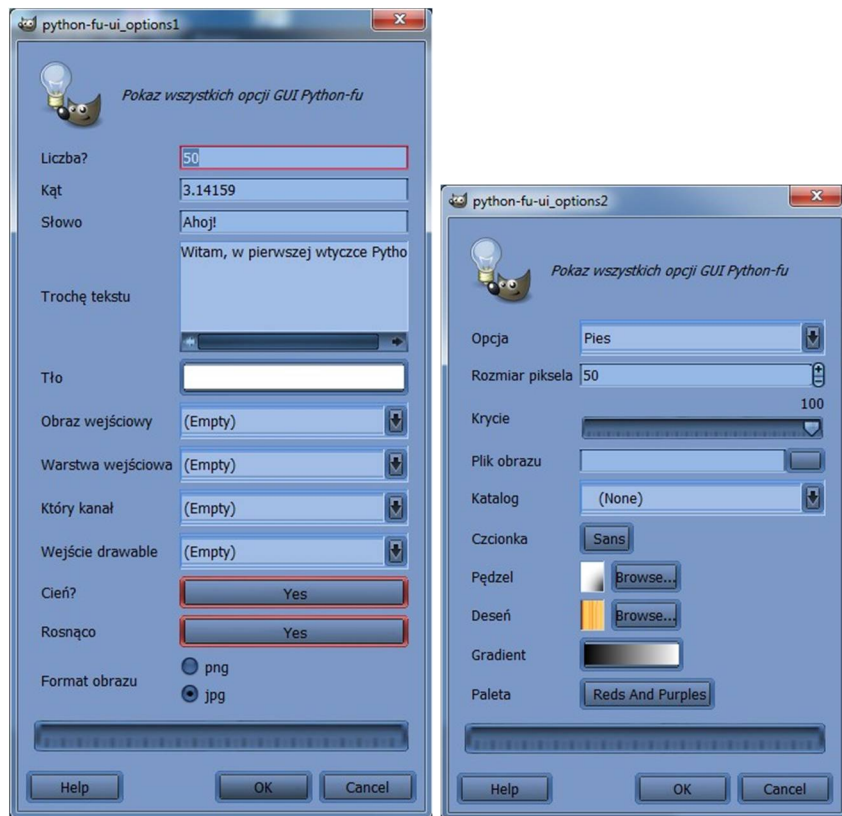 python-fu-ui_options1
Pokaz wszystkich opcji GUI Python-fu
Liczba? 50
Kąt 3.14159
Słowo Ahoj!
Trochę tekstu Witam, w pierwszej wtyczce Pytho
Tło
Obraz wejściowy (Empty)
Warstwa wejściowa (Empty)
Który kanał (Empty)
Wejście drawable (Empty)
Cień? Yes
Rosnąco Yes
Format obrazu png
jpg
Help OK Cancel
python-fu-ui_options2
Pokaz wszystkich opcji GUI Python-fu
Opcja Pies
Rozmiar piksela 50
Krycie 100
Plik obrazu
Katalog (None)
Czcionka Sans
Pędzel Browse...
Deseń Browse...
Gradient
Paleta Reds And Purples
Help OK Cancel